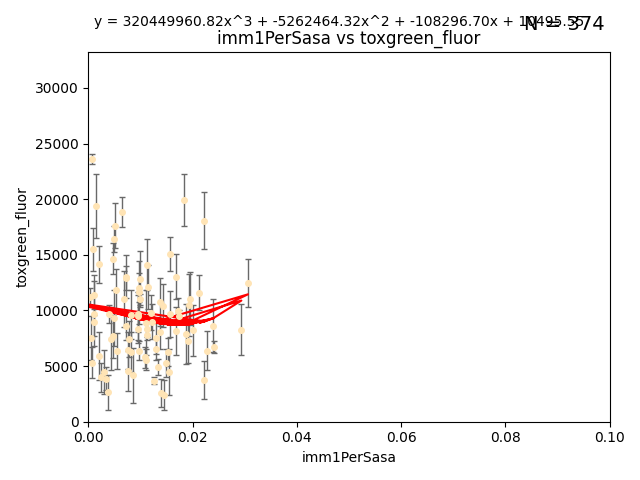 y = 320449960.82x^3 + -5262464.32x^2 + -108296.70x + 10495.55
N = 374
imm1PerSasa vs toxgreen_fluor
30000
25000
20000
15000
10000
5000
0
toxgreen_fluor
0.00 0.02 0.04 0.06 0.08 0.10
imm1PerSasa